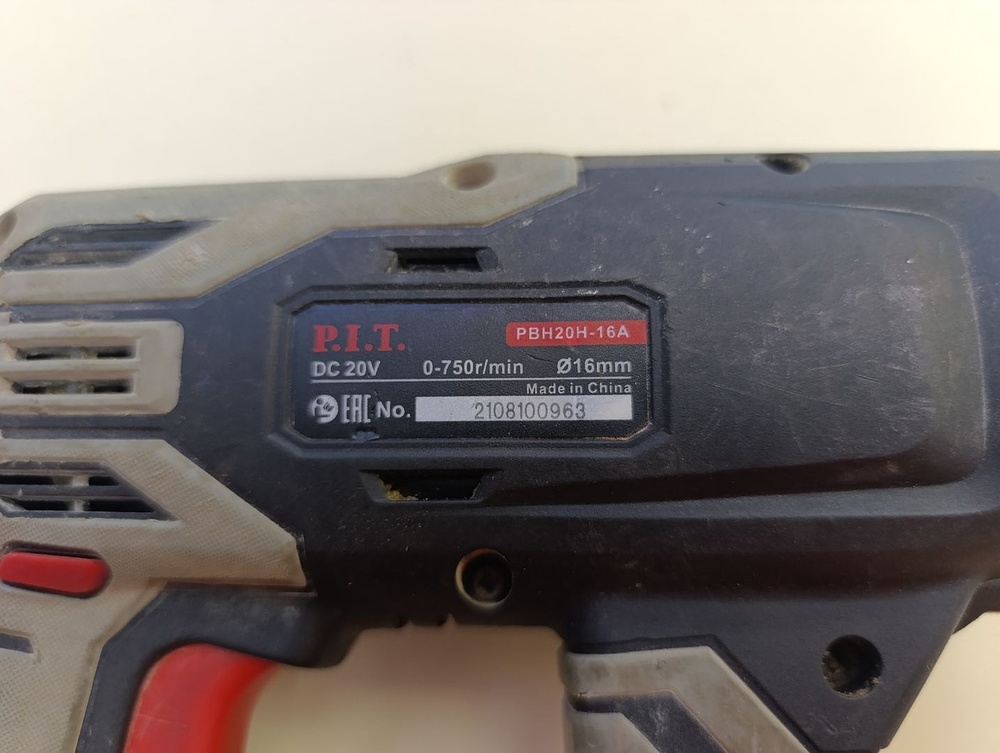 P.I.T. PBH20H-16A
DC 20V 0-750r/min Ø16mm
Made in China
EAC No. 2108100963